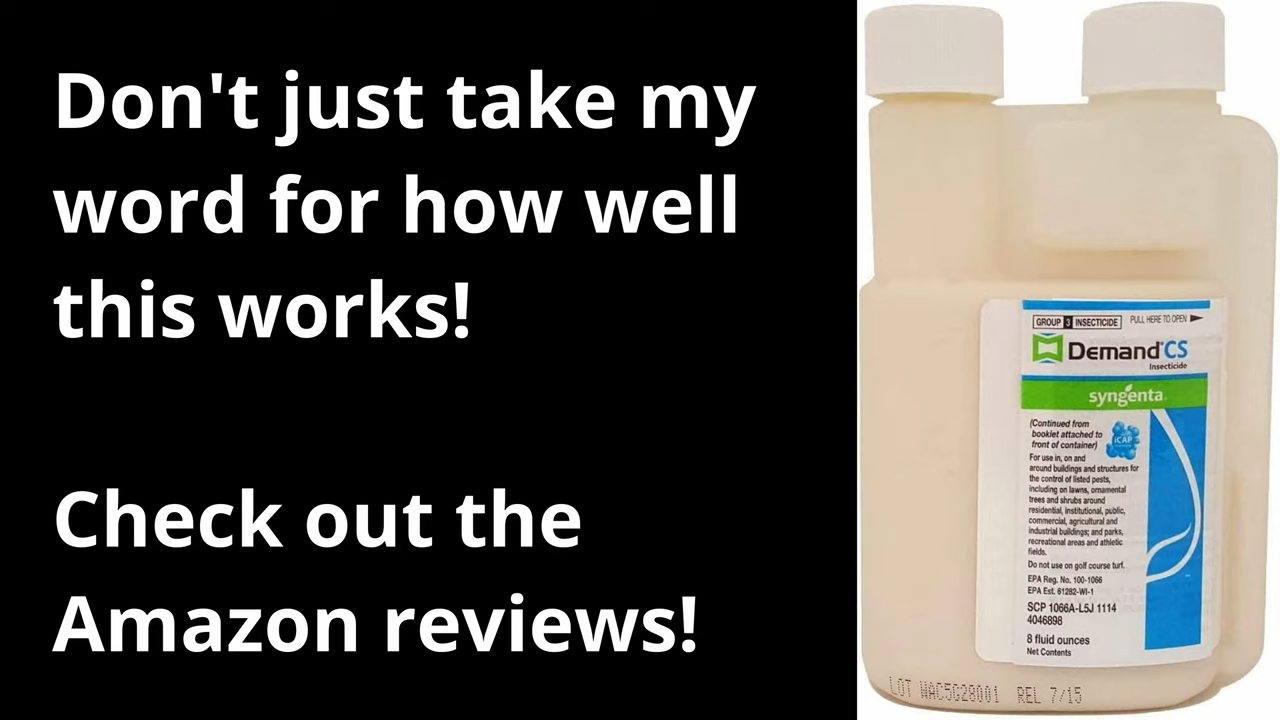 Don't just take my
word for how well
this works!
Check out the
Amazon reviews!
GROUP 3 INSECTICIDE PULL HERE TO OPEN
Demand CS
Insecticide
syngenta
(Continued from
booklet attached to
front of container)
iCAP
For use in, on and
around buildings and structures for
the control of listed pests,
including on lawns, ornamental
trees and shrubs around
residential, institutional, public,
commercial, agricultural and
industrial buildings; and parks,
recreational areas and athletic
fields.
Do not use on golf course turf.
EPA Reg. No. 100-1066
EPA Est. 61282-WI-1
SCP 1066A-L5J 1114
4046898
8 fluid ounces
Net Contents
LOT WAC5G28001 REL 7/15